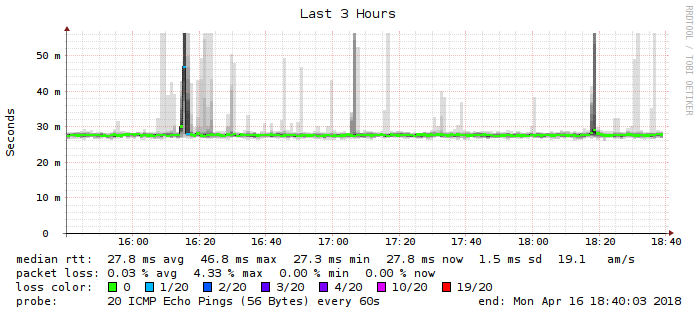 Last 3 Hours
RRDTOOL / TOBI OETIKER
Seconds
50 m
40 m
30 m
20 m
10 m
0
16:00 16:20 16:40 17:00 17:20 17:40 18:00 18:20 18:40
median rtt: 27.8 ms avg 46.8 ms max 27.3 ms min 27.8 ms now 1.5 ms sd 19.1 am/s
packet loss: 0.03 % avg 4.33 % max 0.00 % min 0.00 % now
loss color: 0 1/20 2/20 3/20 4/20 10/20 19/20
probe: 20 ICMP Echo Pings (56 Bytes) every 60s end: Mon Apr 16 18:40:03 2018